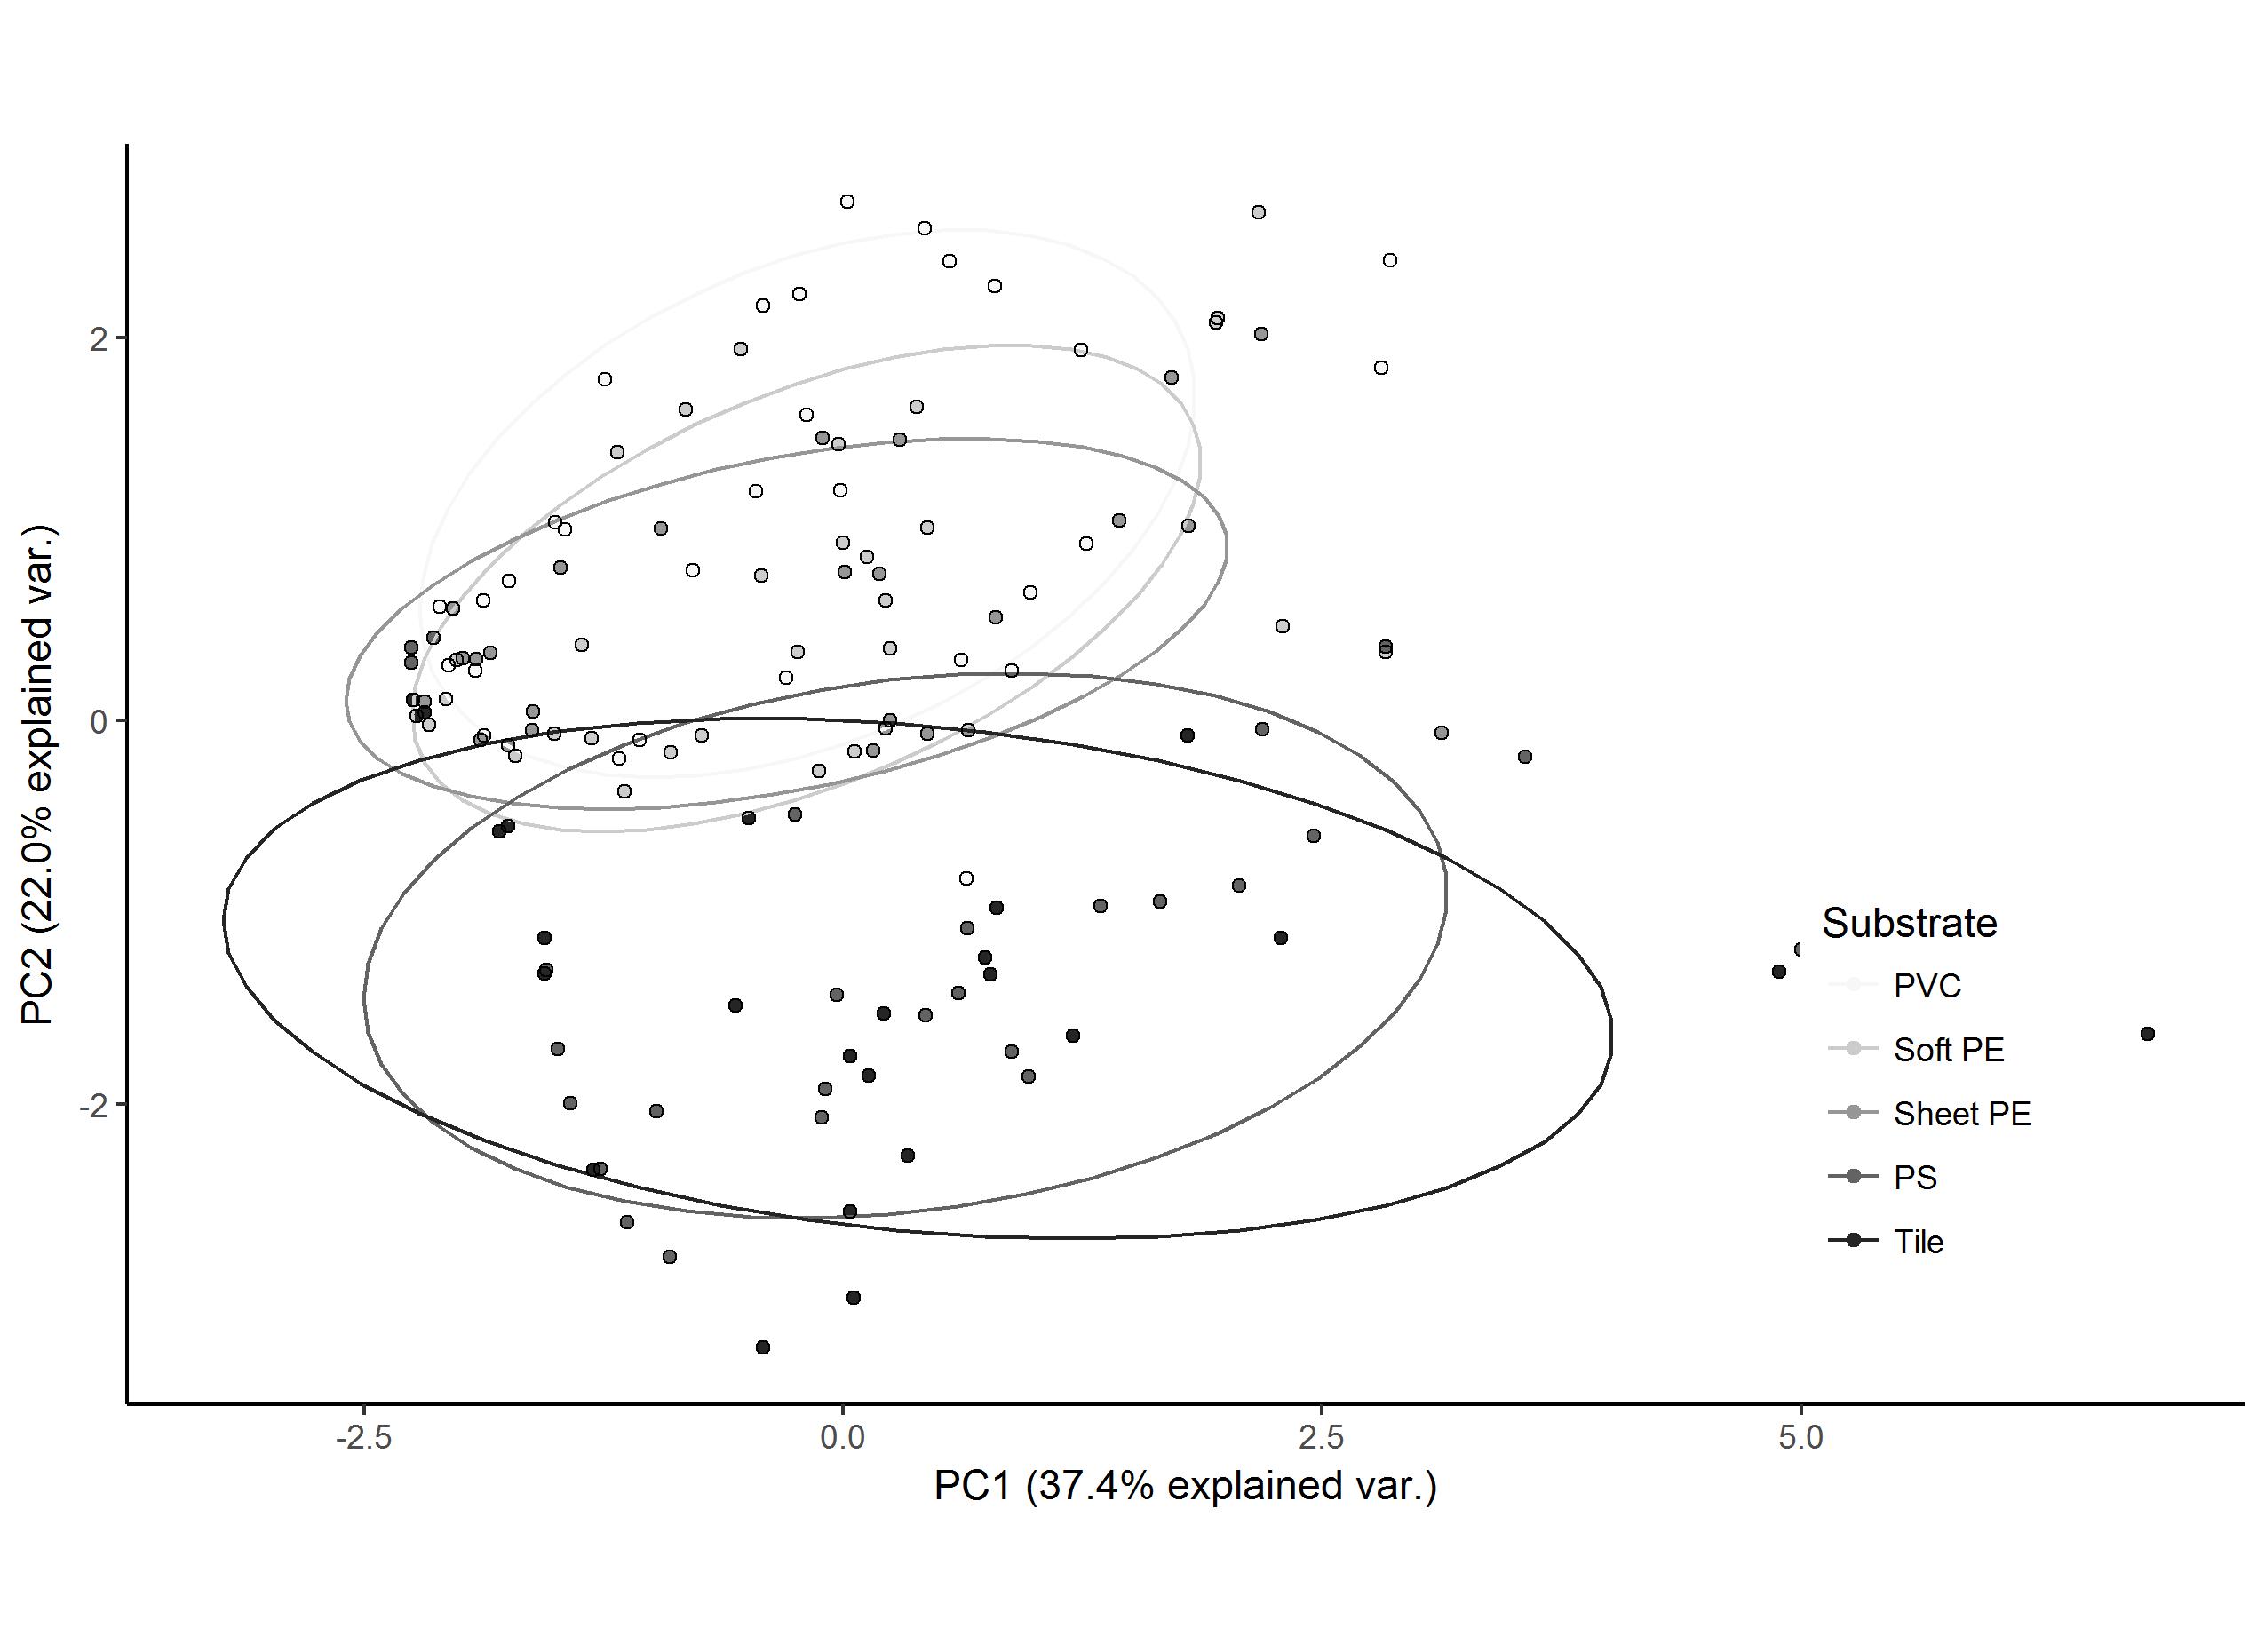 PC2 (22.0% explained var.)
2
0
-2
-2.5
0.0
2.5
5.0
PC1 (37.4% explained var.)
Substrate
PVC
Soft PE
Sheet PE
PS
Tile